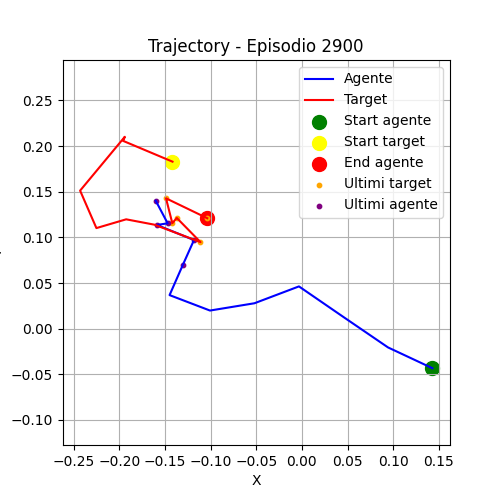 Trajectory - Episodio 2900
Agente
Target
Start agente
Start target
End agente
Ultimi target
Ultimi agente
0.25
0.20
0.15
0.10
0.05
0.00
−0.05
−0.10
−0.25 −0.20 −0.15 −0.10 −0.05 0.00 0.05 0.10 0.15
X